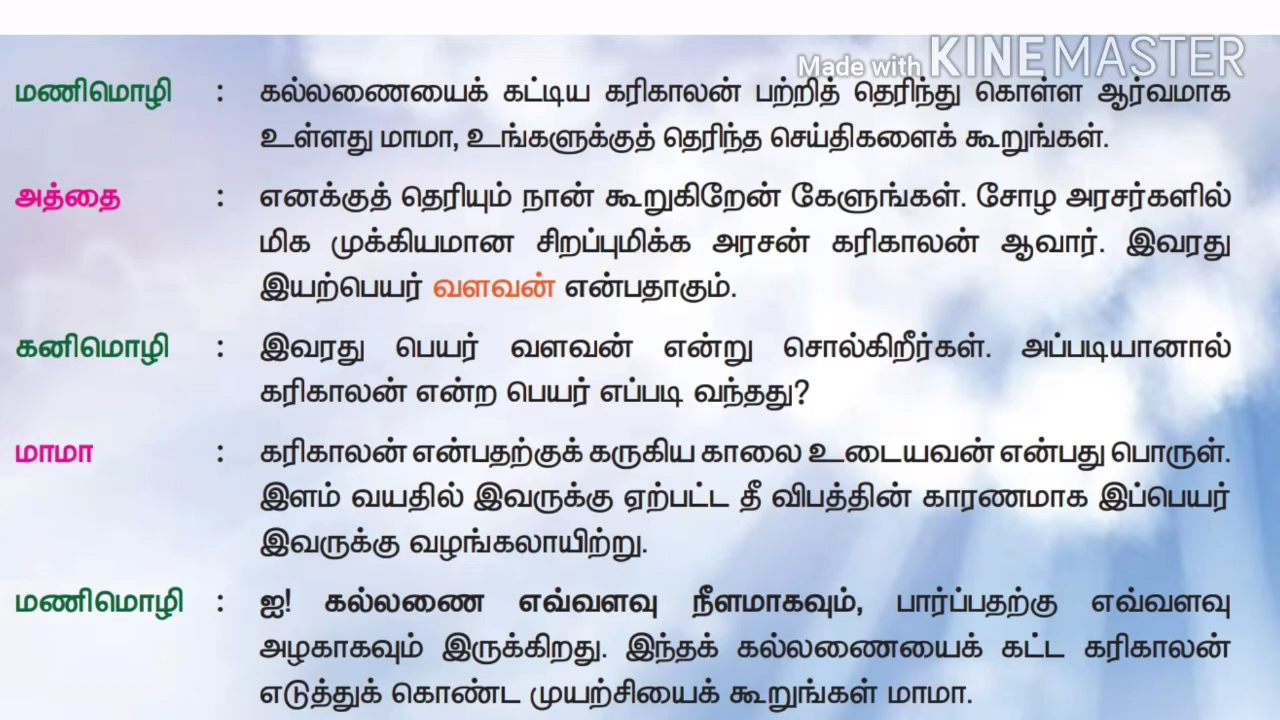 Made with KINEMASTER
மணிமொழி : கல்லணையைக் கட்டிய கரிகாலன் பற்றித் தெரிந்து கொள்ள ஆர்வமாக
உள்ளது மாமா, உங்களுக்குத் தெரிந்த செய்திகளைக் கூறுங்கள்.
அத்தை : எனக்குத் தெரியும் நான் கூறுகிறேன் கேளுங்கள். சோழ அரசர்களில்
மிக முக்கியமான சிறப்புமிக்க அரசன் கரிகாலன் ஆவார். இவரது
இயற்பெயர் வளவன் என்பதாகும்.
கனிமொழி : இவரது பெயர் வளவன் என்று சொல்கிறீர்கள். அப்படியானால்
கரிகாலன் என்ற பெயர் எப்படி வந்தது?
மாமா : கரிகாலன் என்பதற்குக் கருகிய காலை உடையவன் என்பது பொருள்.
இளம் வயதில் இவருக்கு ஏற்பட்ட தீ விபத்தின் காரணமாக இப்பெயர்
இவருக்கு வழங்கலாயிற்று.
மணிமொழி : ஐ! கல்லணை எவ்வளவு நீளமாகவும், பார்ப்பதற்கு எவ்வளவு
அழகாகவும் இருக்கிறது. இந்தக் கல்லணையைக் கட்ட கரிகாலன்
எடுத்துக் கொண்ட முயற்சியைக் கூறுங்கள் மாமா.